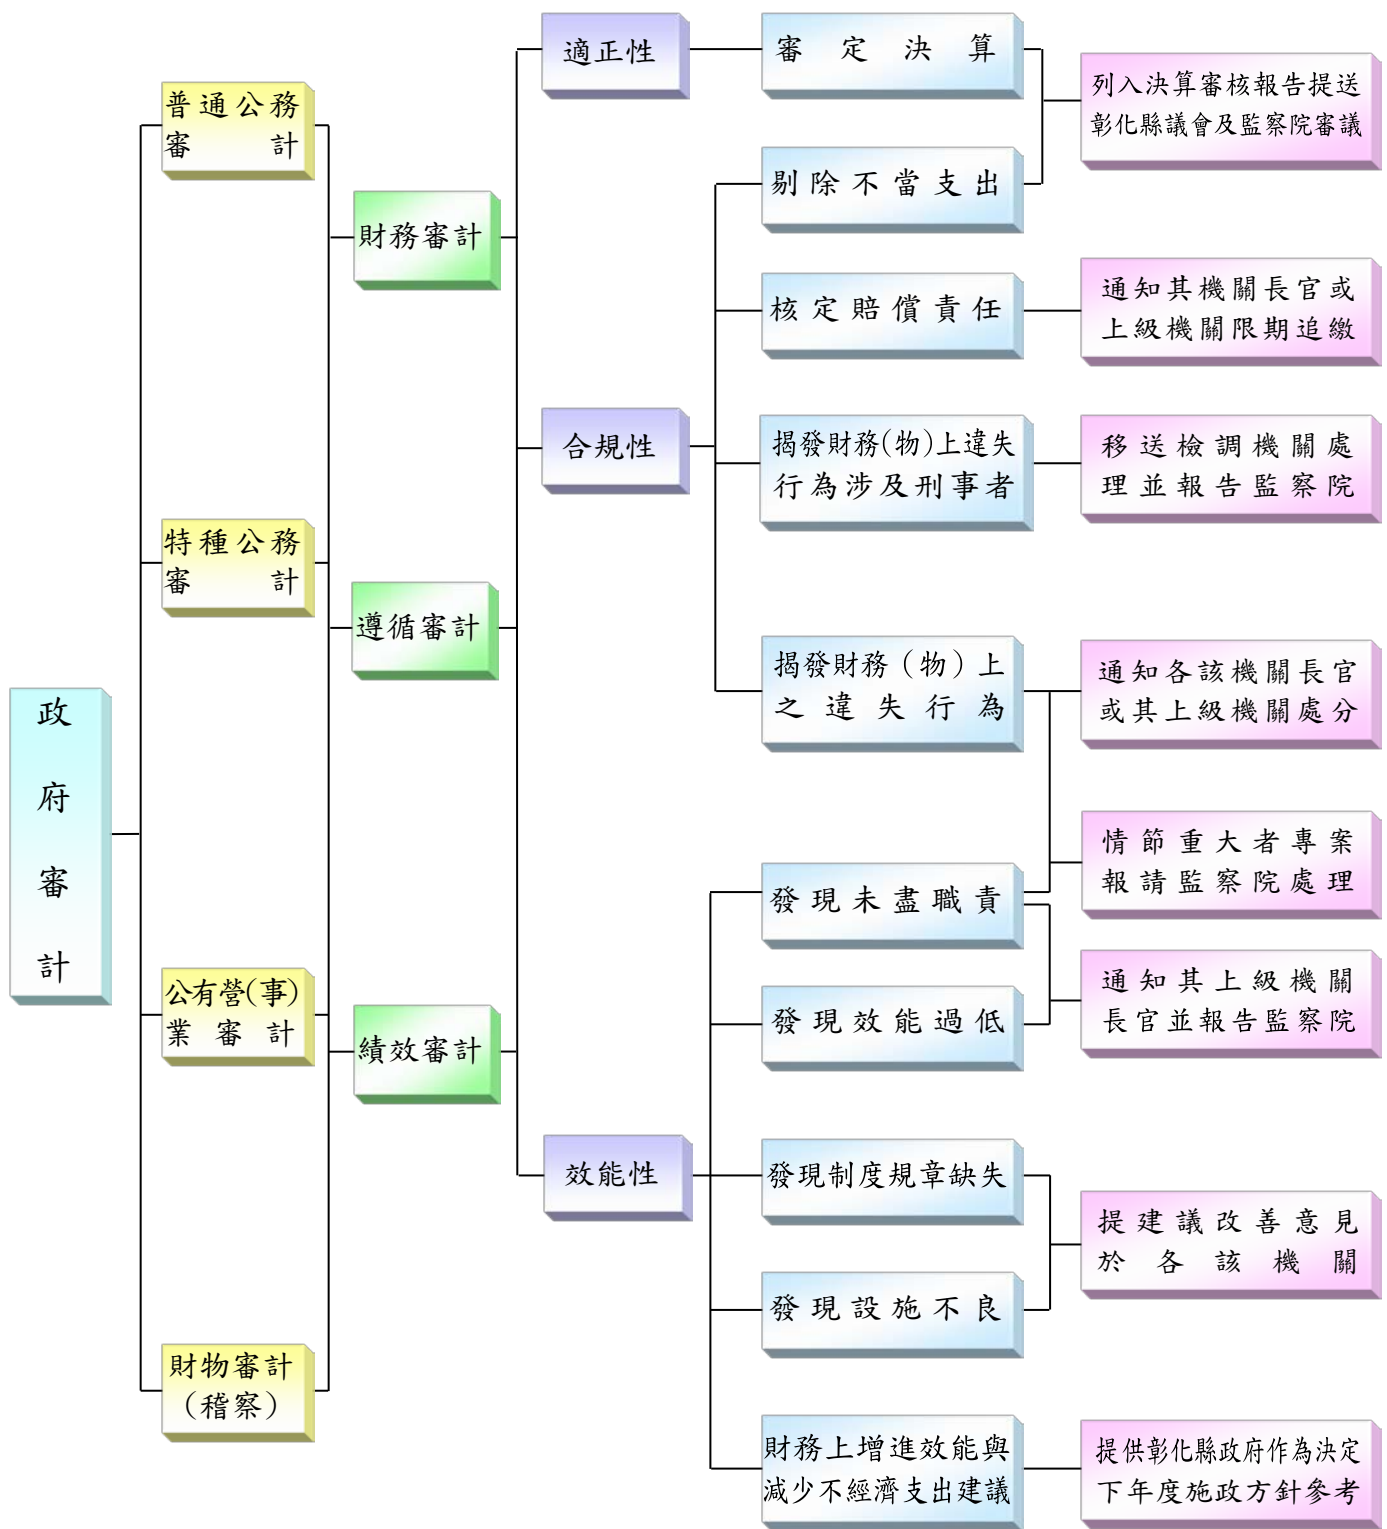 政
府
審
計
普通公務
審計
特種公務
審計
公有營(事)
業審計
財物審計
(稽察)
財務審計
遵循審計
績效審計
適正性
合規性
效能性
審定決算
剔除不當支出
核定賠償責任
揭發財務(物)上違失
行為涉及刑事者
揭發財務(物)上
之違失行為
發現未盡職責
發現效能過低
發現制度規章缺失
發現設施不良
財務上增進效能與
減少不經濟支出建議
列入決算審核報告提送
彰化縣議會及監察院審議
通知其機關長官或
上級機關限期追繳
移送檢調機關處
理並報告監察院
通知各該機關長官
或其上級機關處分
情節重大者專案
報請監察院處理
通知其上級機關
長官並報告監察院
提建議改善意見
於各該機關
提供彰化縣政府作為決定
下年度施政方針參考